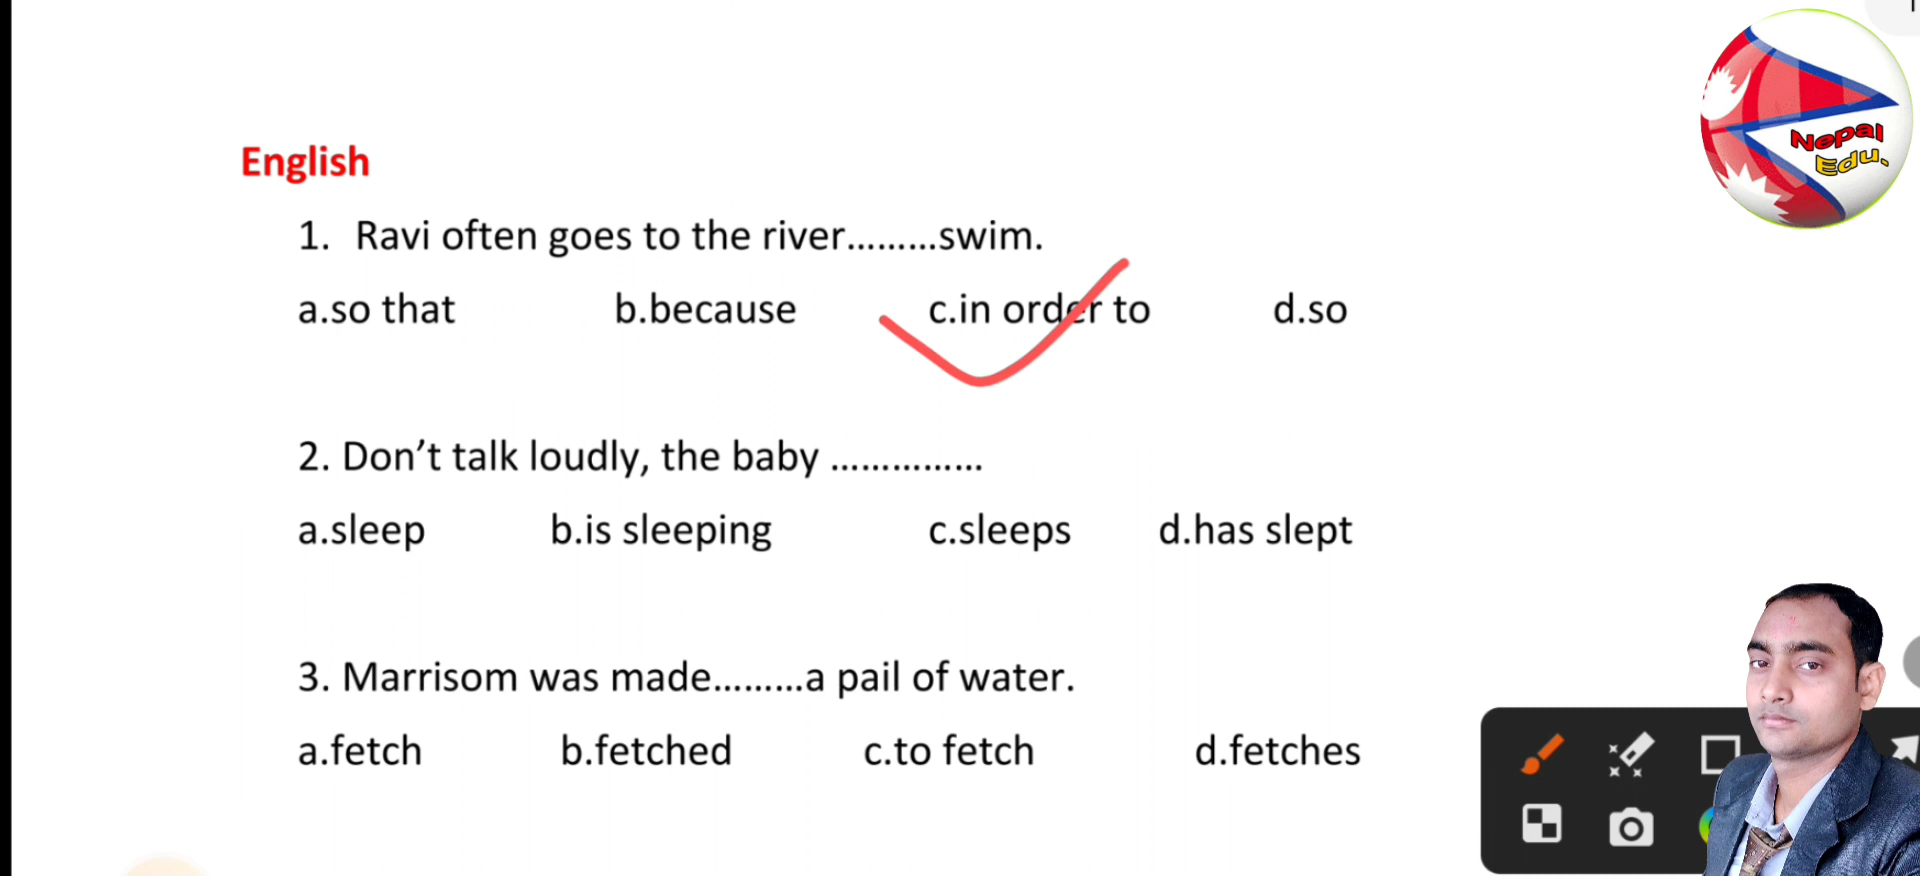 Nepal
Edu.
English
1. Ravi often goes to the river.........swim.
a.so that b.because c.in order to d.so
2. Don’t talk loudly, the baby ...............
a.sleep b.is sleeping c.sleeps d.has slept
3. Marrisom was made.........a pail of water.
a.fetch b.fetched c.to fetch d.fetches